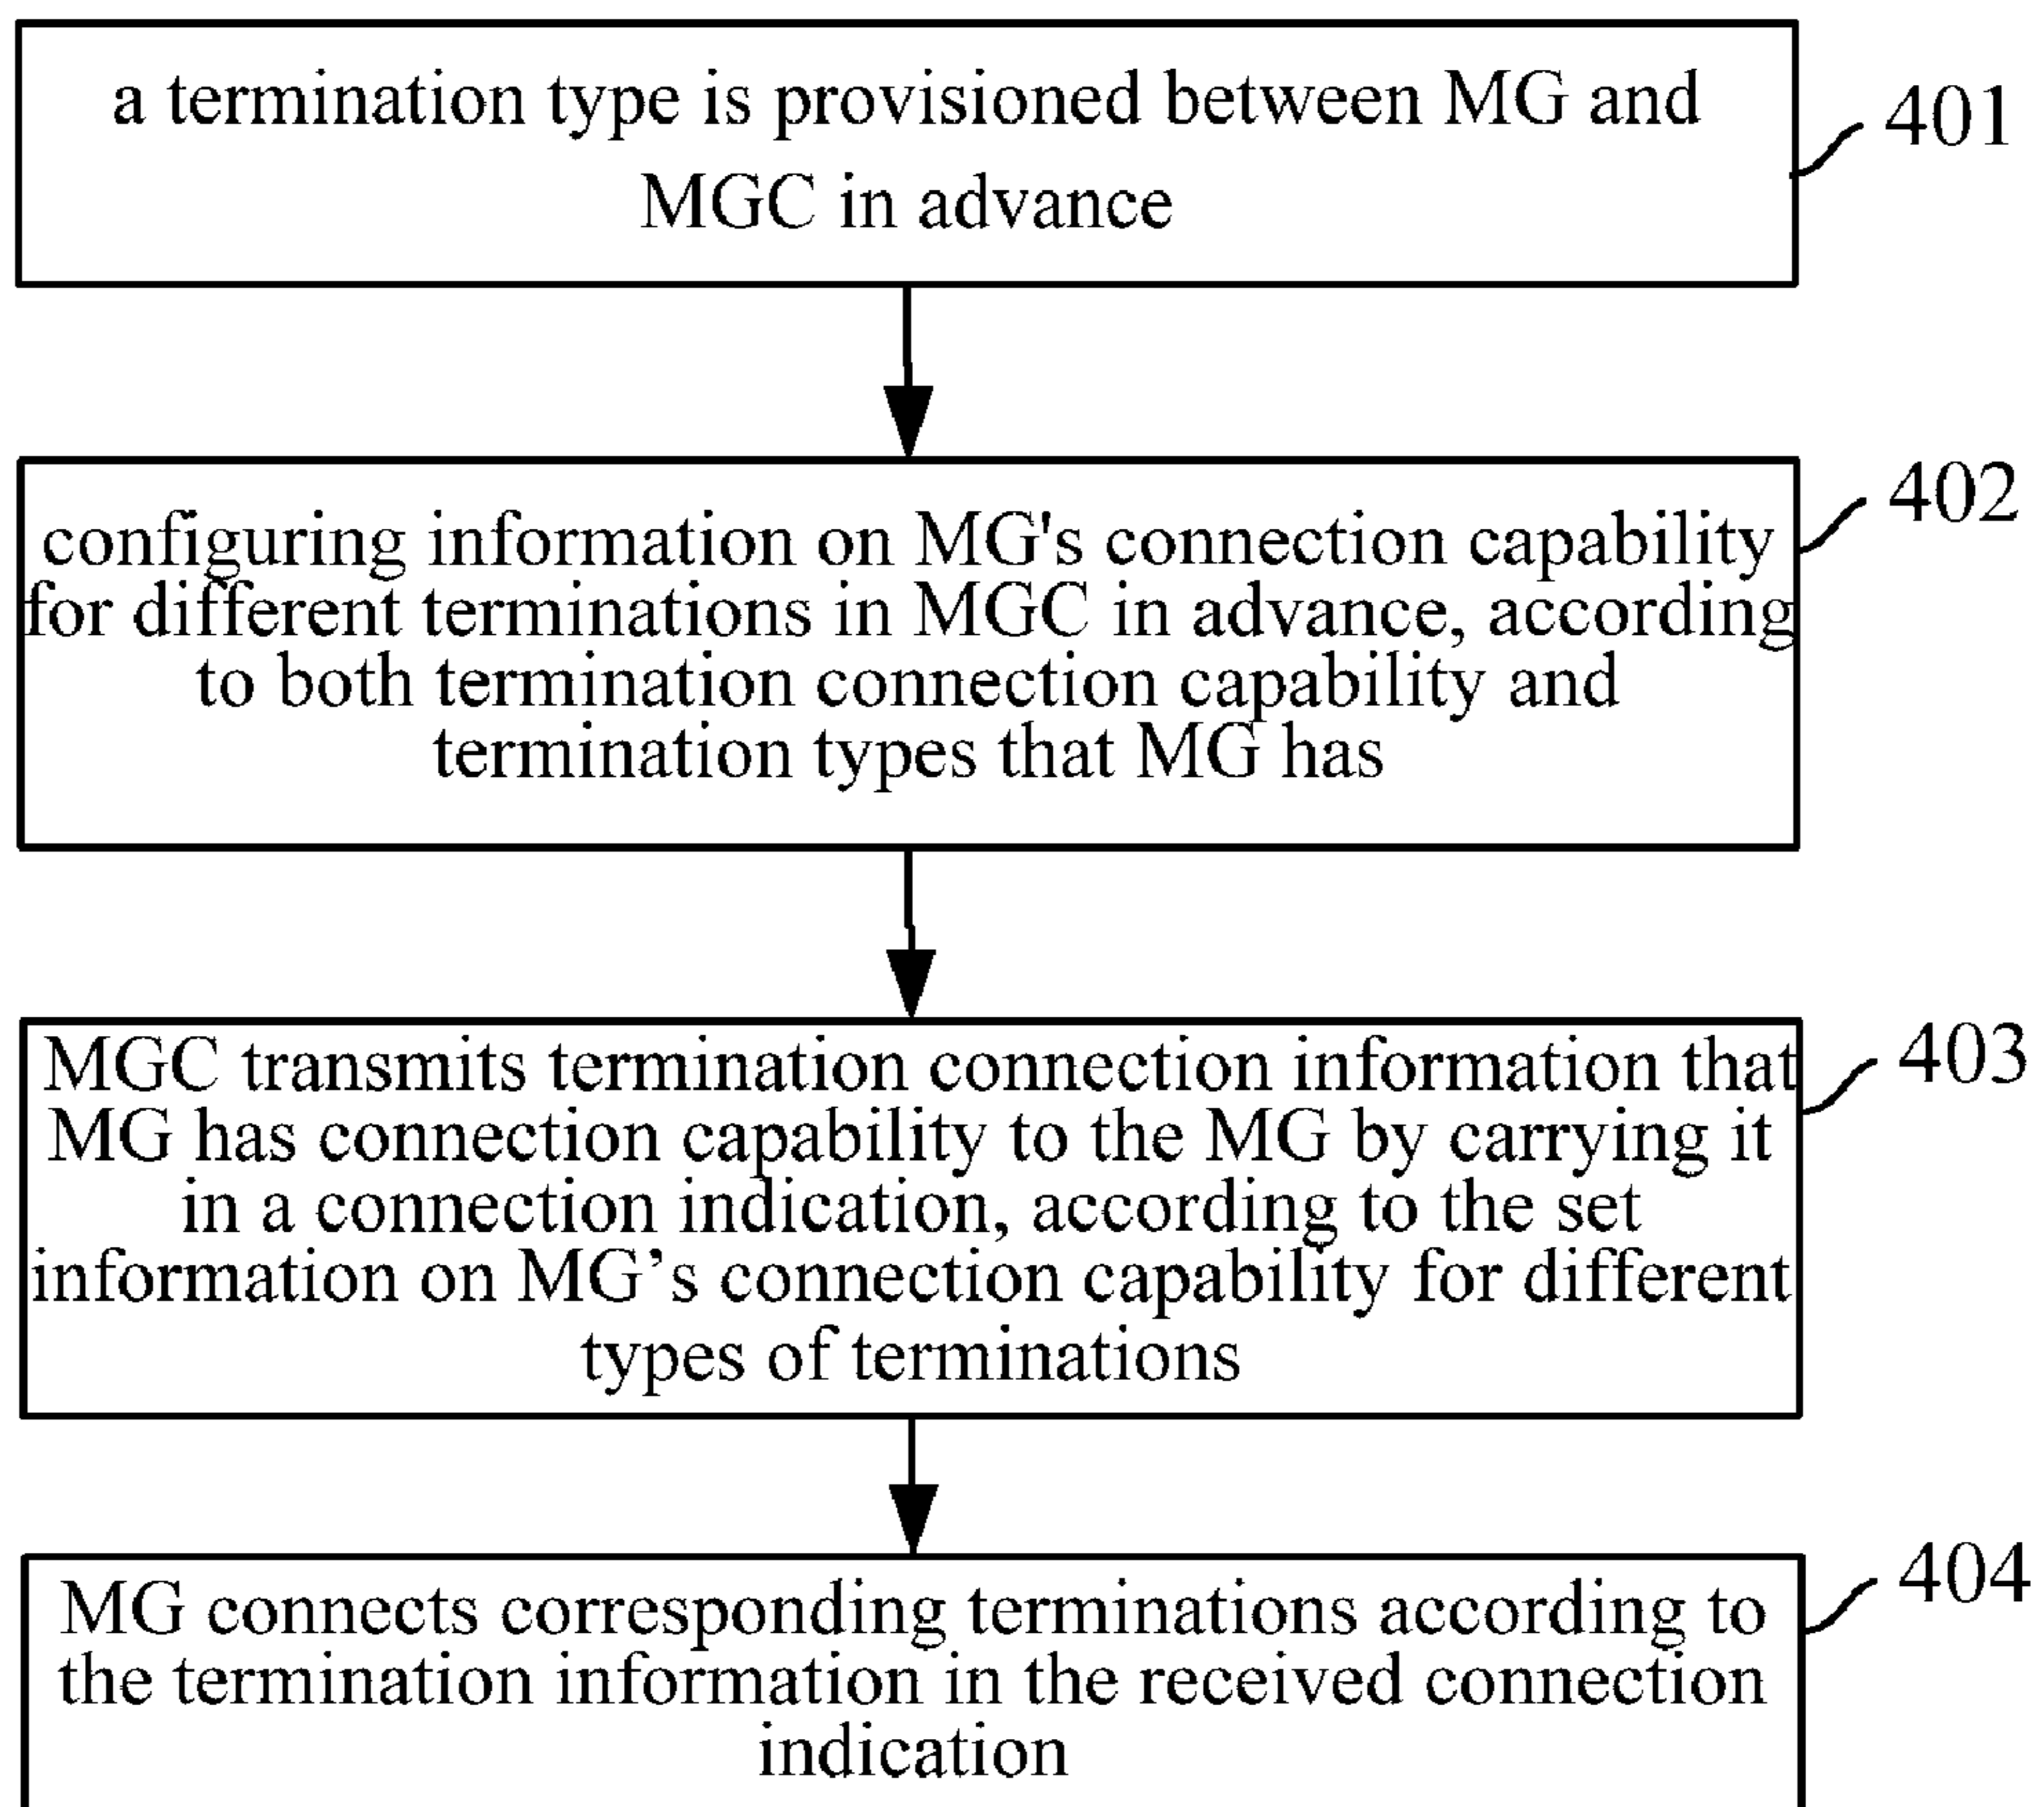 a termination type is provisioned between MG and
MGC in advance
401
configuring information on MG's connection capability
for different terminations in MGC in advance, according
to both termination connection capability and
termination types that MG has
402
MGC transmits termination connection information that
MG has connection capability to the MG by carrying it
in a connection indication, according to the set
information on MG’s connection capability for different
types of terminations
403
MG connects corresponding terminations according to
the termination information in the received connection
indication
404